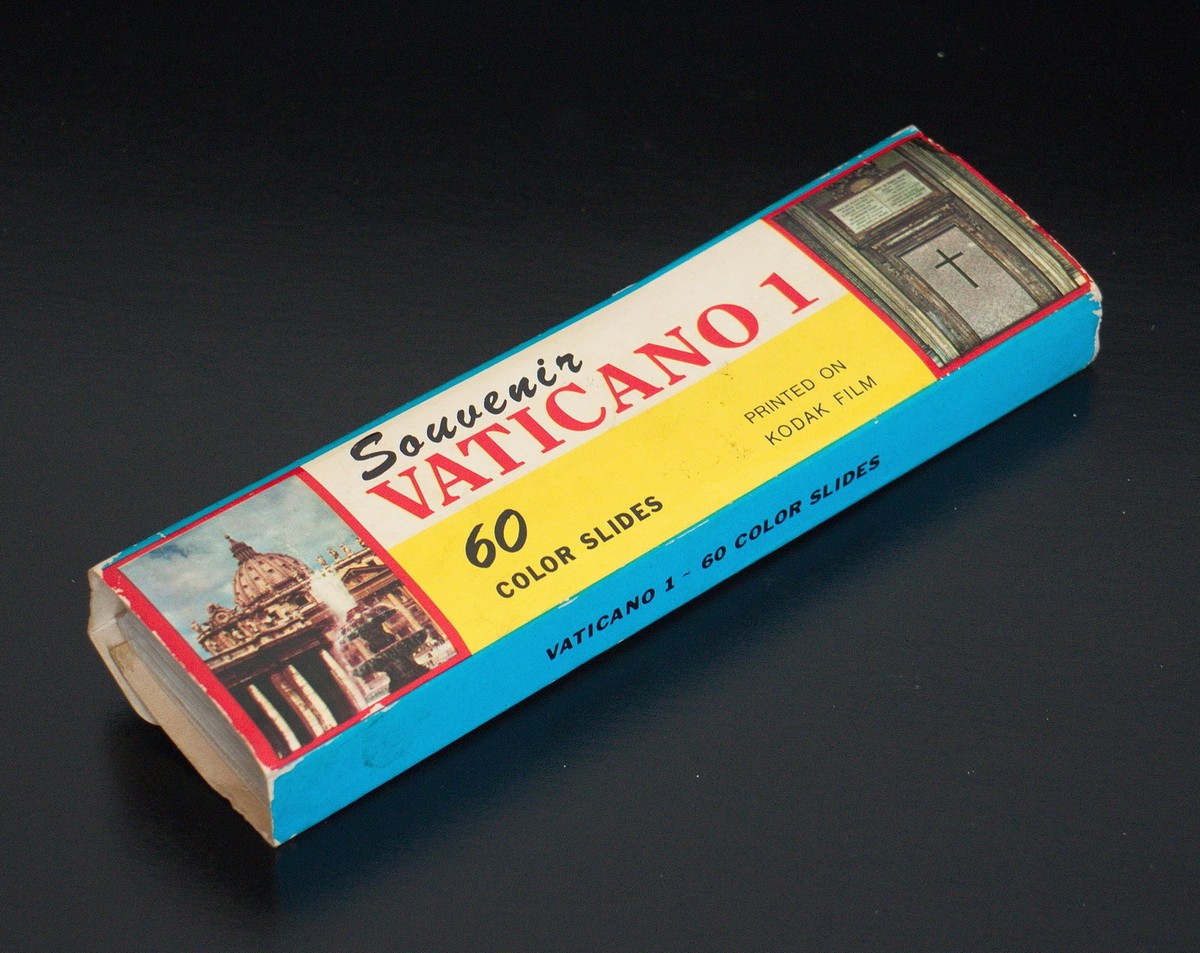 Souvenir
VATICANO 1
60
COLOR SLIDES
PRINTED ON
KODAK FILM
VATICANO 1 - 60 COLOR SLIDES